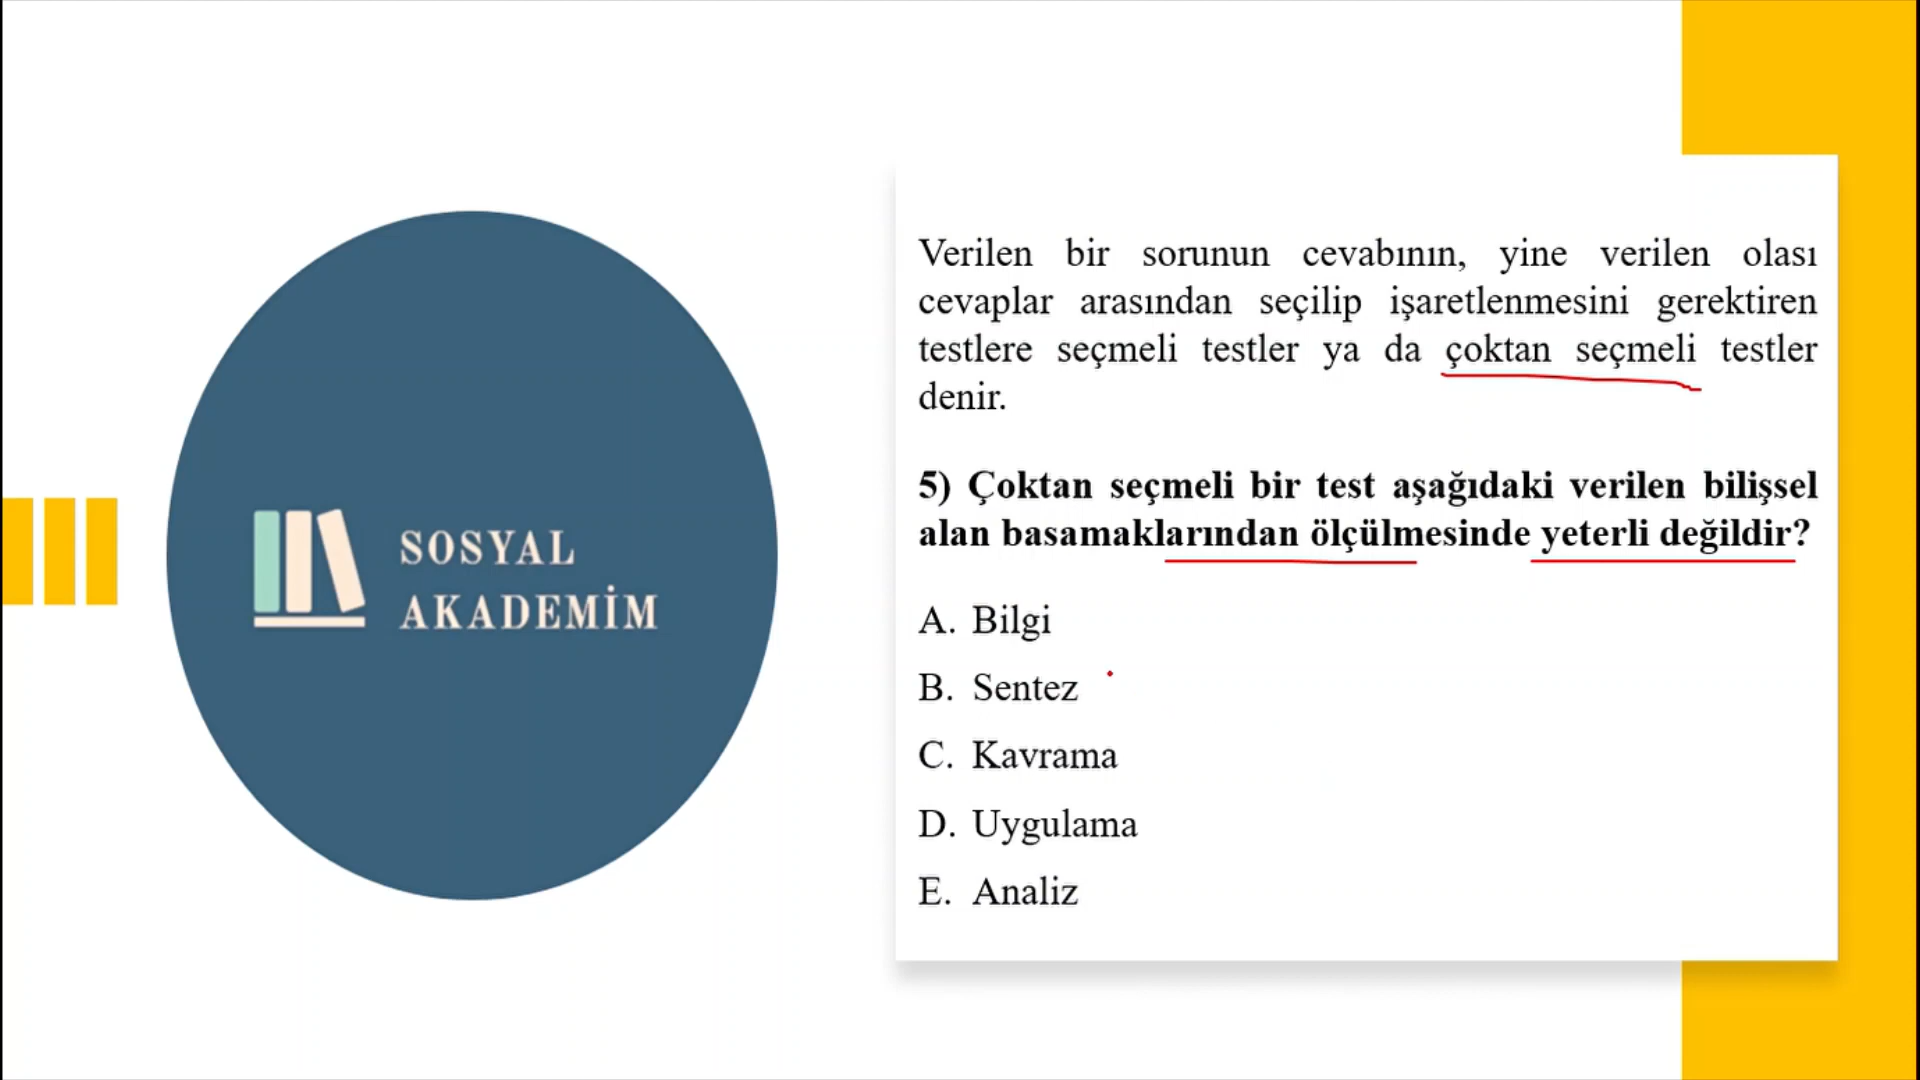 SOSYAL
AKADEMİM
Verilen bir sorunun cevabının, yine verilen olası
cevaplar arasından seçilip işaretlenmesini gerektiren
testlere seçmeli testler ya da çoktan seçmeli testler
denir.
5) Çoktan seçmeli bir test aşağıdaki verilen bilişsel
alan basamaklarından ölçülmesinde yeterli değildir?
A. Bilgi
B. Sentez
C. Kavrama
D. Uygulama
E. Analiz